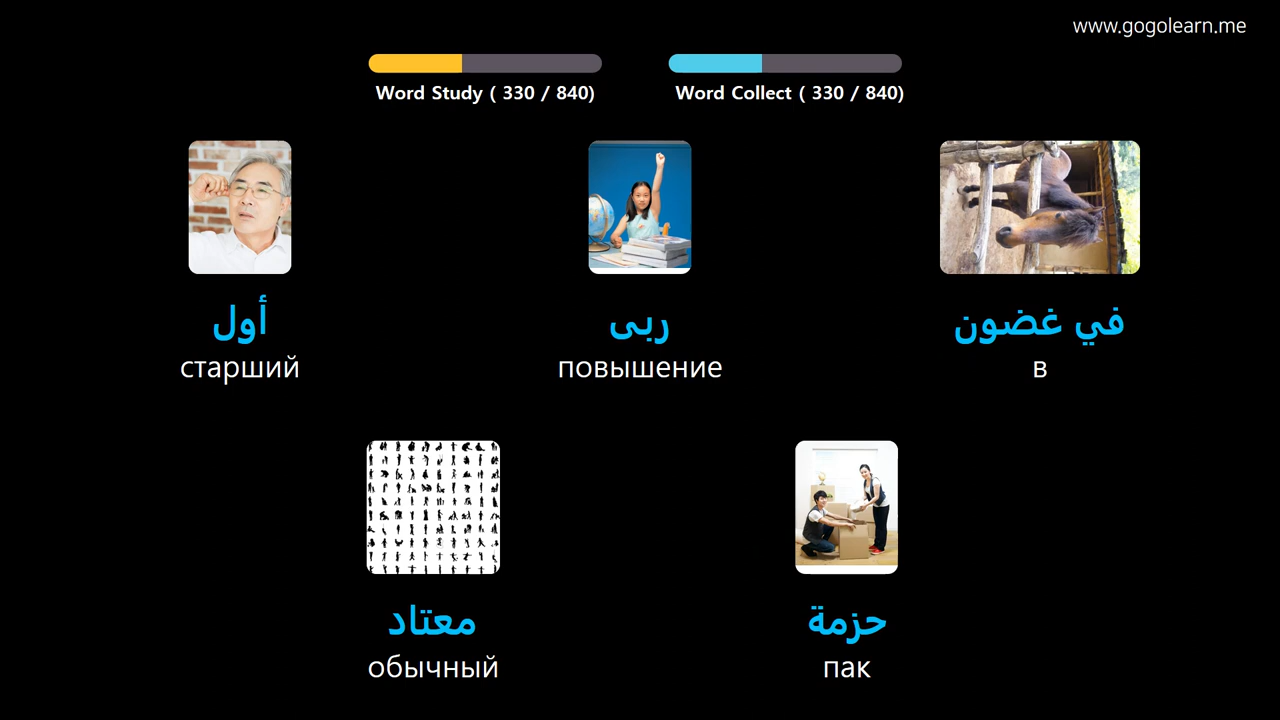 www.gogolearn.me
Word Study ( 330 / 840)
Word Collect ( 330 / 840)
أول
старший
ربى
повышение
في غضون
в
معتاد
обычный
حزمة
пак